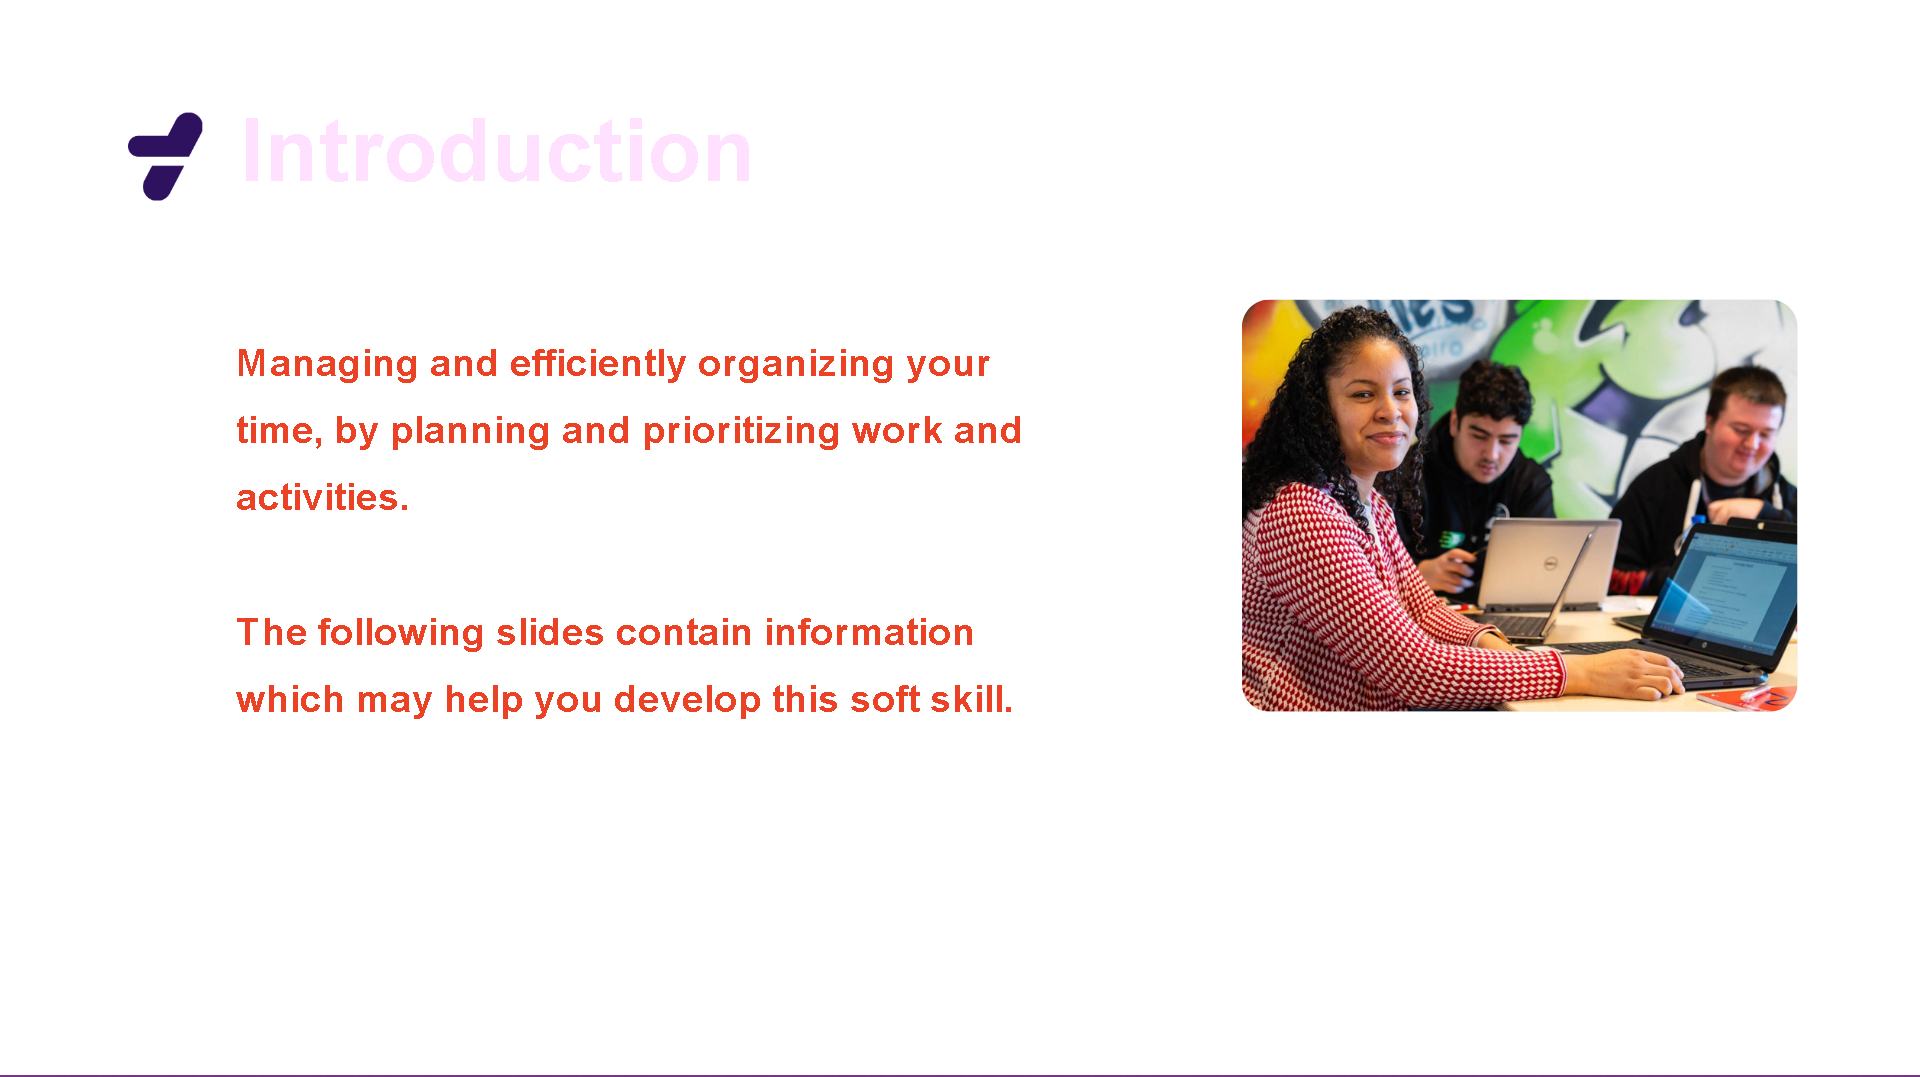 Introduction
Managing and efficiently organizing your
time, by planning and prioritizing work and
activities.
The following slides contain information
which may help you develop this soft skill.